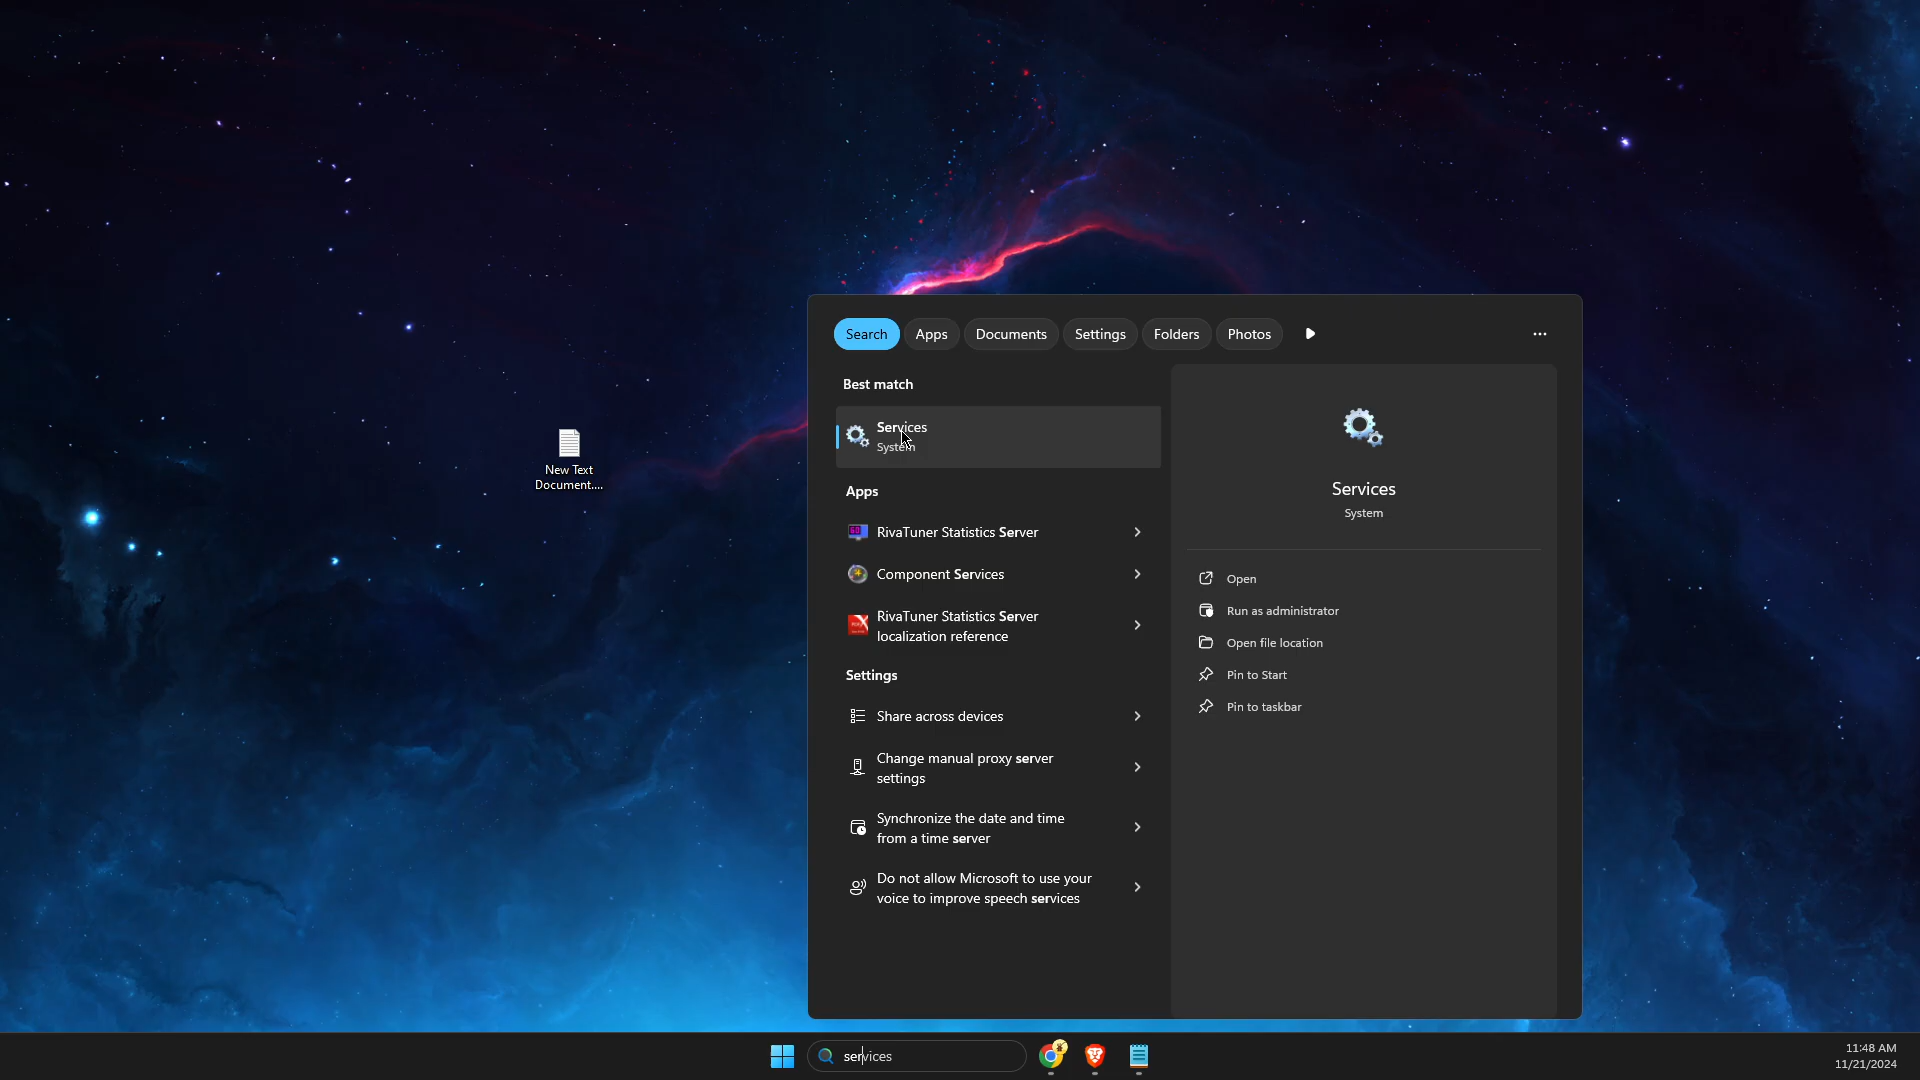 Search
Apps
Documents
Settings
Folders
Photos
Best match
Services
System
Apps
RivaTuner Statistics Server
Component Services
RivaTuner Statistics Server
localization reference
Settings
Share across devices
Change manual proxy server
settings
Synchronize the date and time
from a time server
Do not allow Microsoft to use your
voice to improve speech services
Services
System
Open
Run as administrator
Open file location
Pin to Start
Pin to taskbar
New Text
Document....
services
11:48 AM
11/21/2024